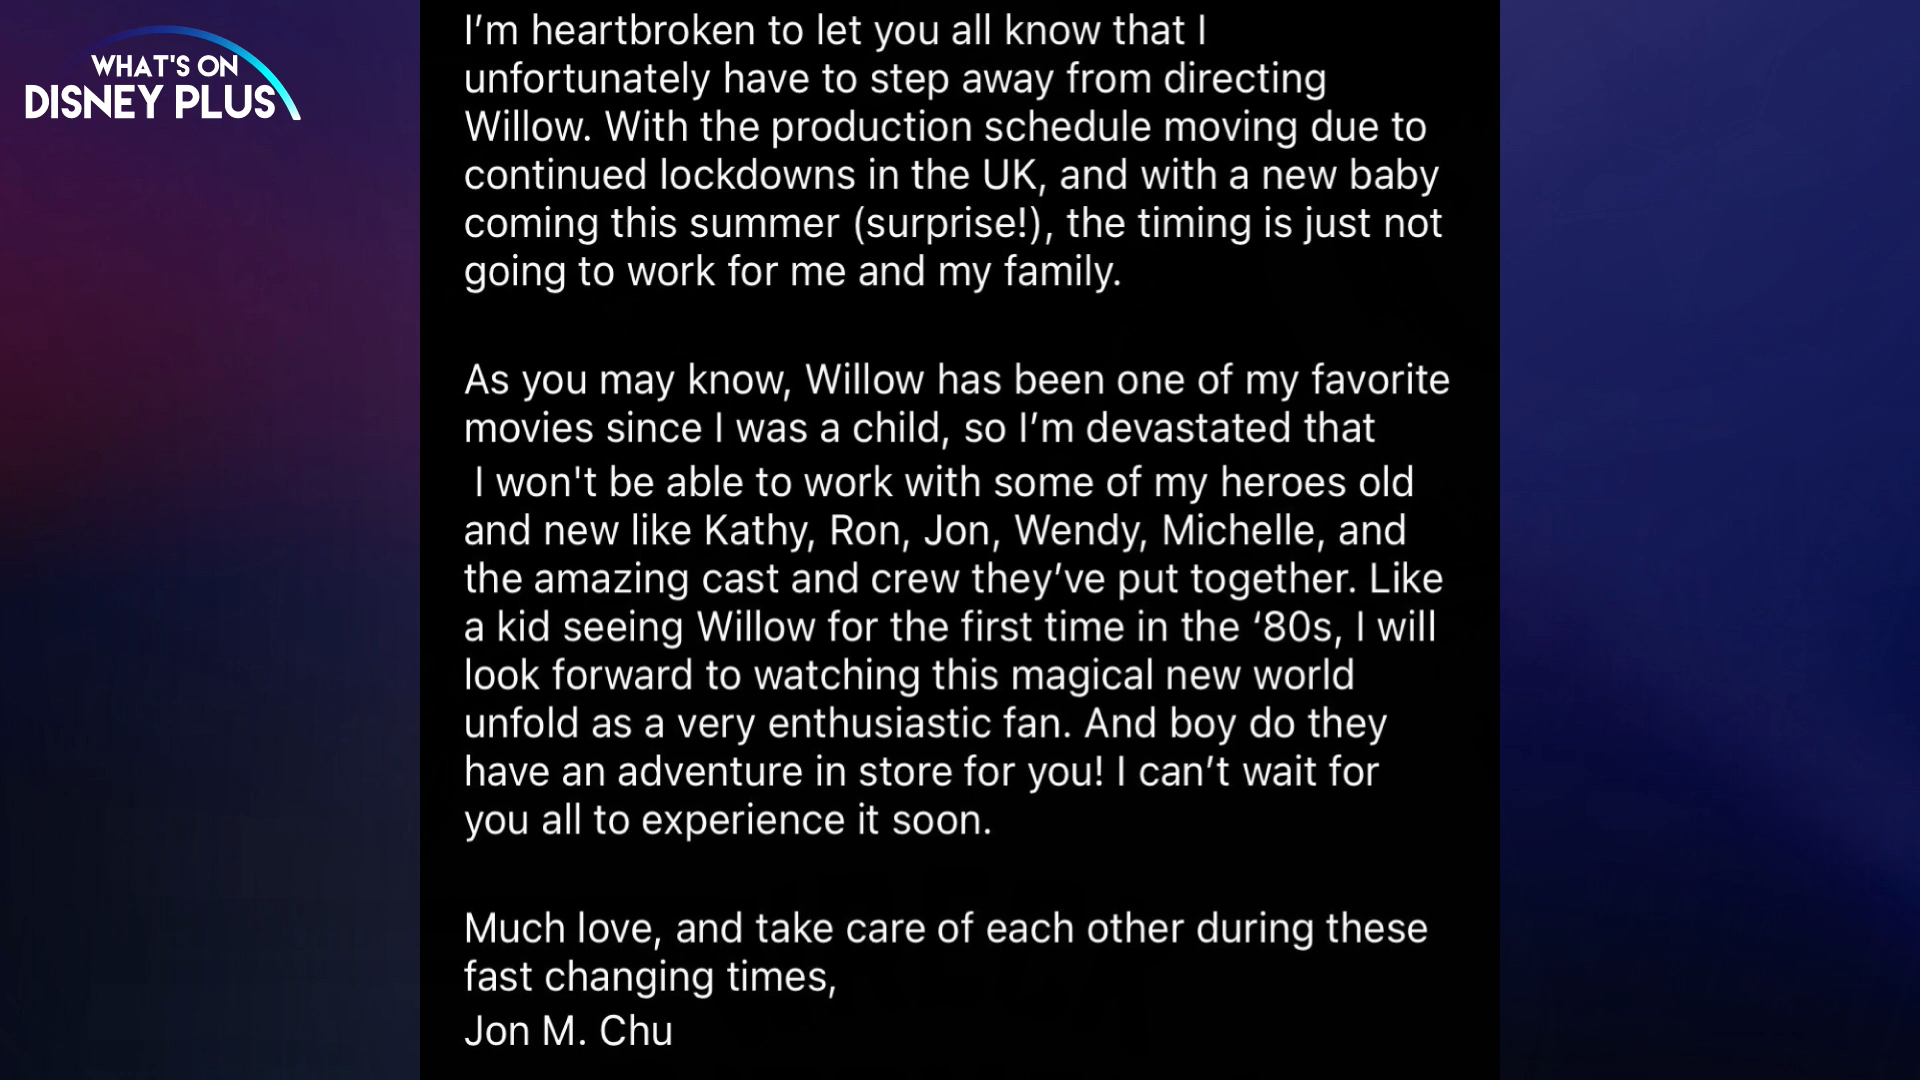 WHAT'S ON
DISNEY PLUS
I’m heartbroken to let you all know that I
unfortunately have to step away from directing
Willow. With the production schedule moving due to
continued lockdowns in the UK, and with a new baby
coming this summer (surprise!), the timing is just not
going to work for me and my family.
As you may know, Willow has been one of my favorite
movies since I was a child, so I’m devastated that
I won't be able to work with some of my heroes old
and new like Kathy, Ron, Jon, Wendy, Michelle, and
the amazing cast and crew they’ve put together. Like
a kid seeing Willow for the first time in the ‘80s, I will
look forward to watching this magical new world
unfold as a very enthusiastic fan. And boy do they
have an adventure in store for you! I can’t wait for
you all to experience it soon.
Much love, and take care of each other during these
fast changing times,
Jon M. Chu